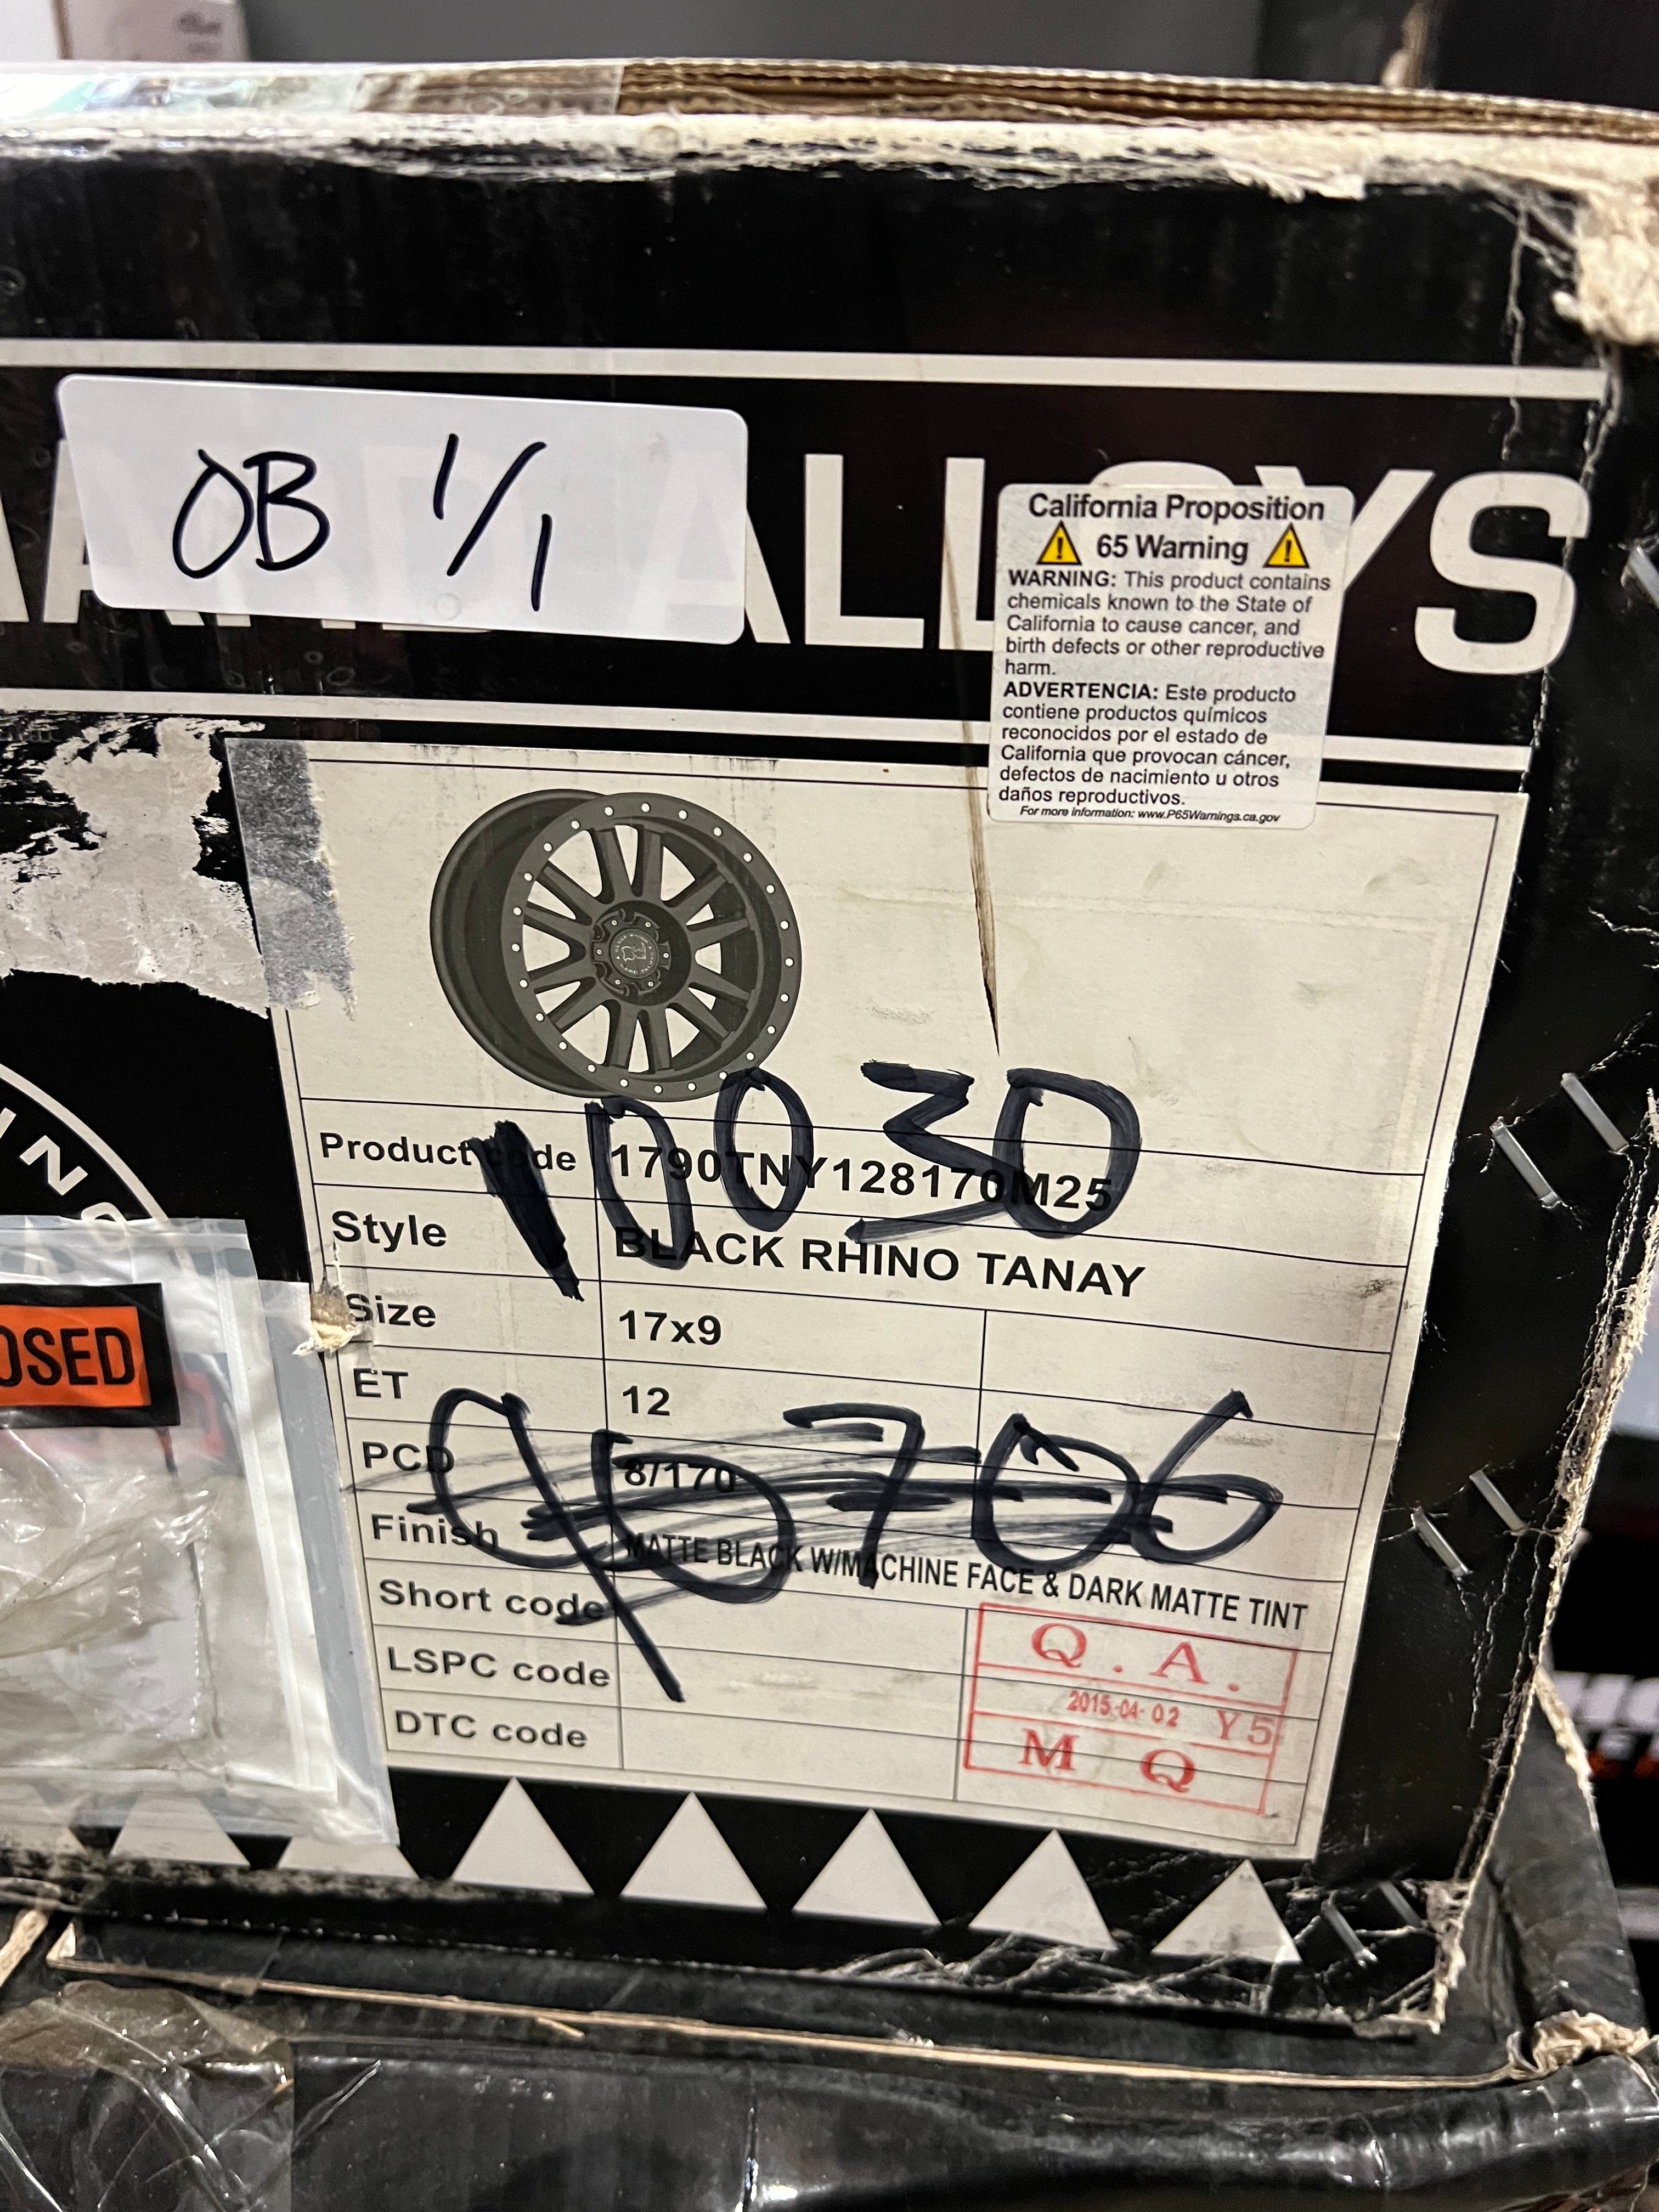 OB 1/1
ALLOYS
California Proposition
65 Warning
WARNING: This product contains
chemicals known to the State of
California to cause cancer, and
birth defects or other reproductive
harm.
ADVERTENCIA: Este producto
contiene productos químicos
reconocidos por el estado de
California que provocan cáncer,
defectos de nacimiento u otros
daños reproductivos.
For more information: www.P65Warnings.ca.gov
10030
Product code 1790TNY128170M25
Style BLACK RHINO TANAY
Size 17x9
ET 12
PCD 8/170
Finish MATTE BLACK W/MACHINE FACE & DARK MATTE TINT
Short code
LSPC code
DTC code
Q.A.
2015-04-02 Y5
M Q
OSED